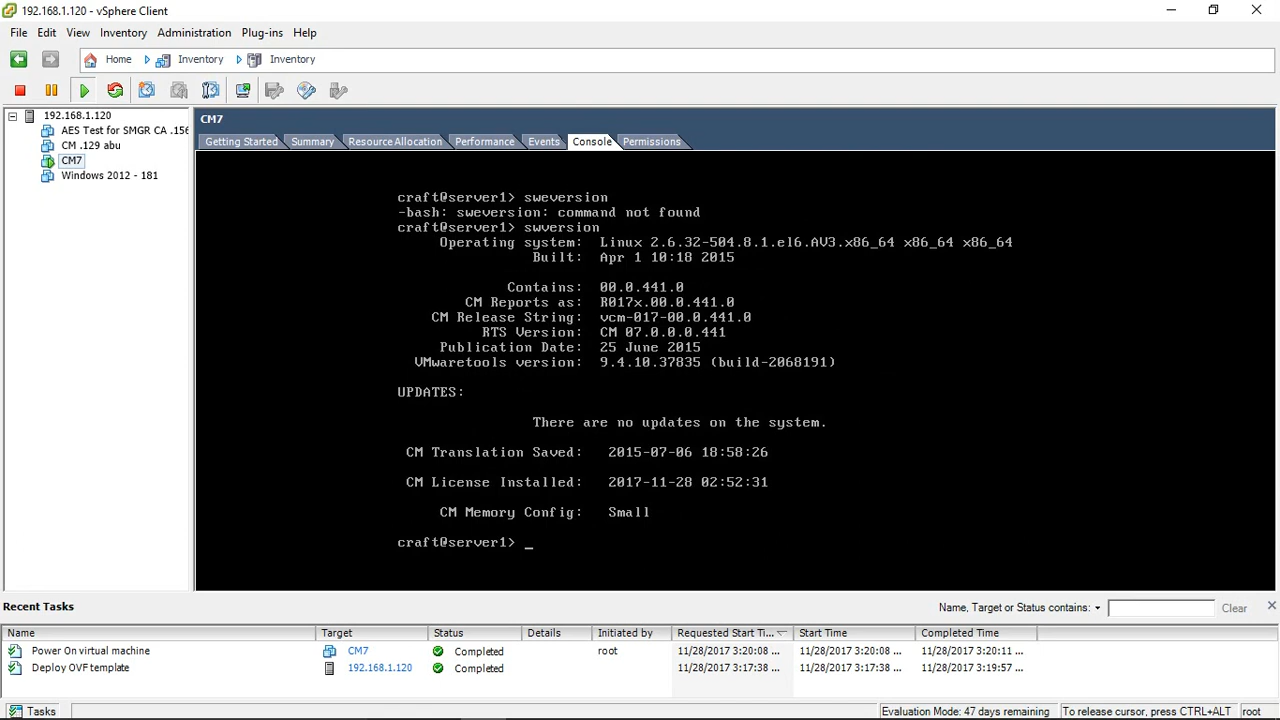 192.168.1.120 - vSphere Client
File Edit View Inventory Administration Plug-ins Help
Home Inventory Inventory
192.168.1.120
AES Test for SMGR CA .156
CM .129 abu
CM7
Windows 2012 - 181
CM7
Getting Started Summary Resource Allocation Performance Events Console Permissions
craft@server1> sweversion
-bash: sweversion: command not found
craft@server1> swversion
Operating system: Linux 2.6.32-504.8.1.el6.AV3.x86_64 x86_64 x86_64
Built: Apr 1 10:18 2015
Contains: 00.0.441.0
CM Reports as: R017x.00.0.441.0
CM Release String: vcm-017-00.0.441.0
RTS Version: CM 07.0.0.0.441
Publication Date: 25 June 2015
VMwaretools version: 9.4.10.37835 (build-2068191)
UPDATES:
There are no updates on the system.
CM Translation Saved: 2015-07-06 18:58:26
CM License Installed: 2017-11-28 02:52:31
CM Memory Config: Small
craft@server1> _
Recent Tasks Name, Target or Status contains: Clear
Name Target Status Details Initiated by Requested Start Ti... Start Time Completed Time
Power On virtual machine CM7 Completed root 11/28/2017 3:20:08 ... 11/28/2017 3:20:08 ... 11/28/2017 3:20:11 ...
Deploy OVF template 192.168.1.120 Completed 11/28/2017 3:17:38 ... 11/28/2017 3:17:38 ... 11/28/2017 3:19:57 ...
Tasks Evaluation Mode: 47 days remaining To release cursor, press CTRL+ALT root